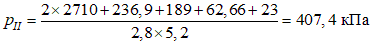 p_II = (2×2710+236,9+189+62,66+23)/(2,8×5,2) = 407,4 кПа